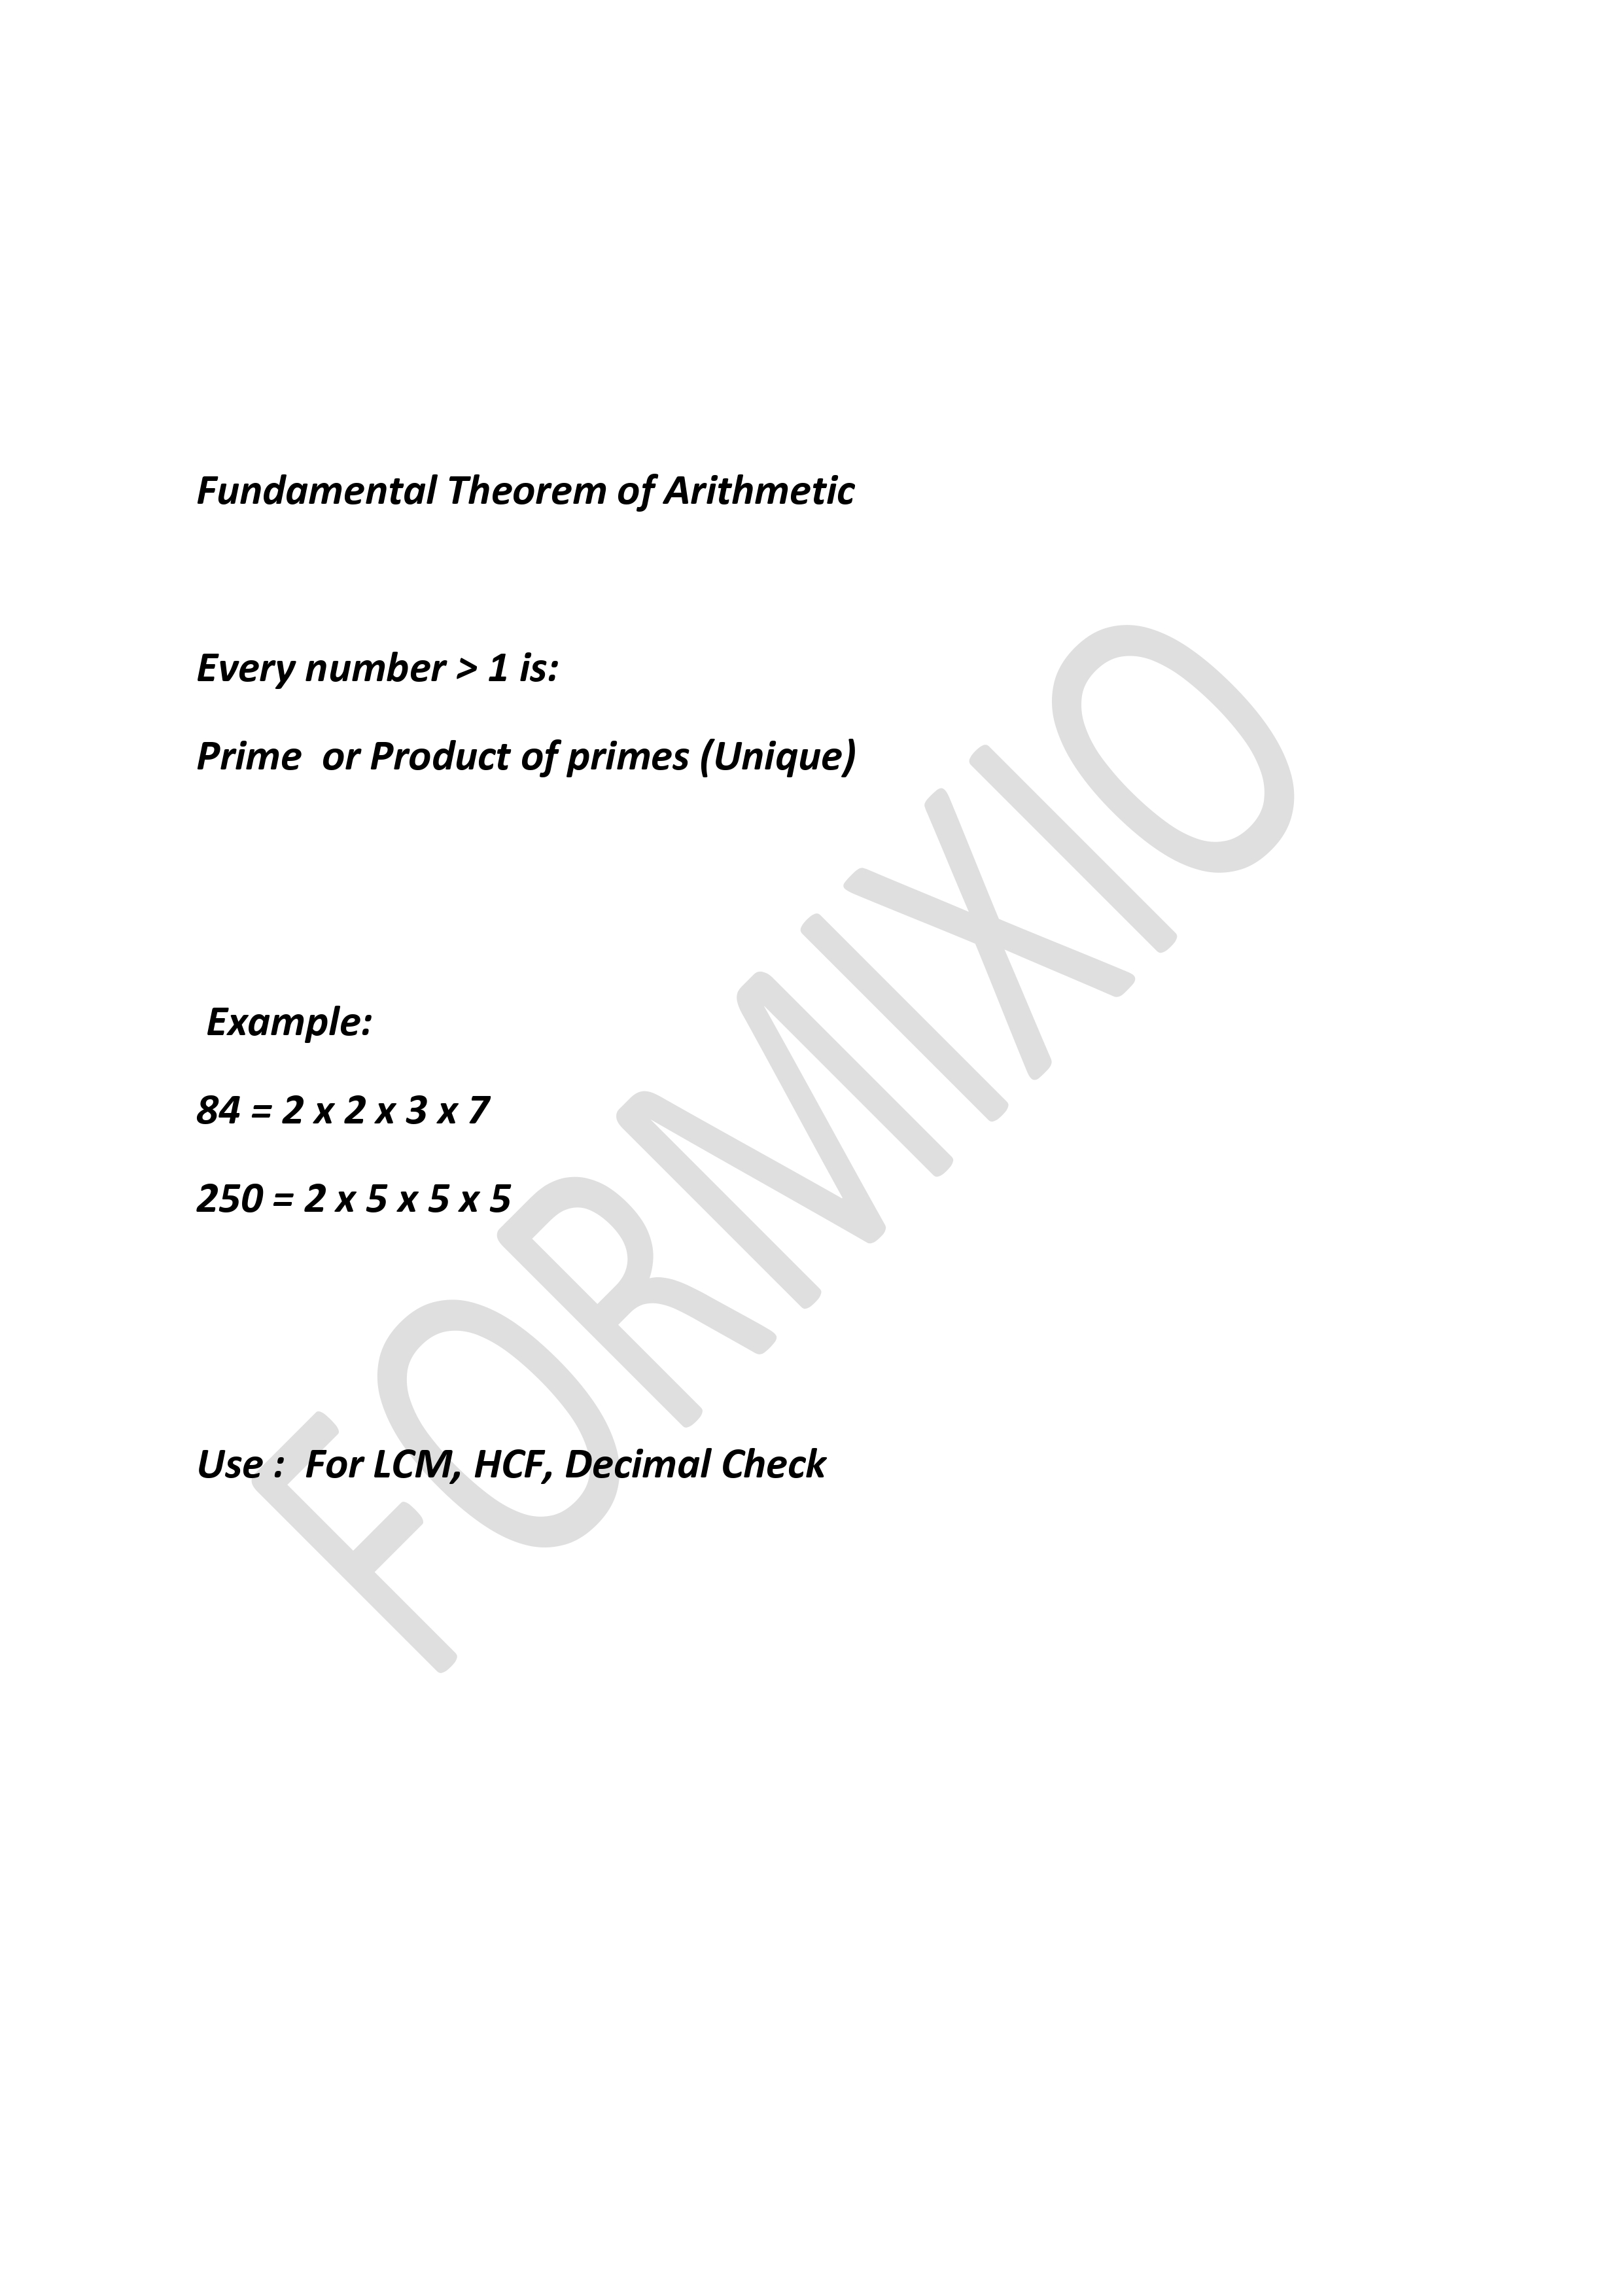 Fundamental Theorem of Arithmetic
Every number > 1 is:
Prime  or Product of primes (Unique)
Example:
84 = 2 x 2 x 3 x 7
250 = 2 x 5 x 5 x 5
Use :  For LCM, HCF, Decimal Check
FORMIXIO